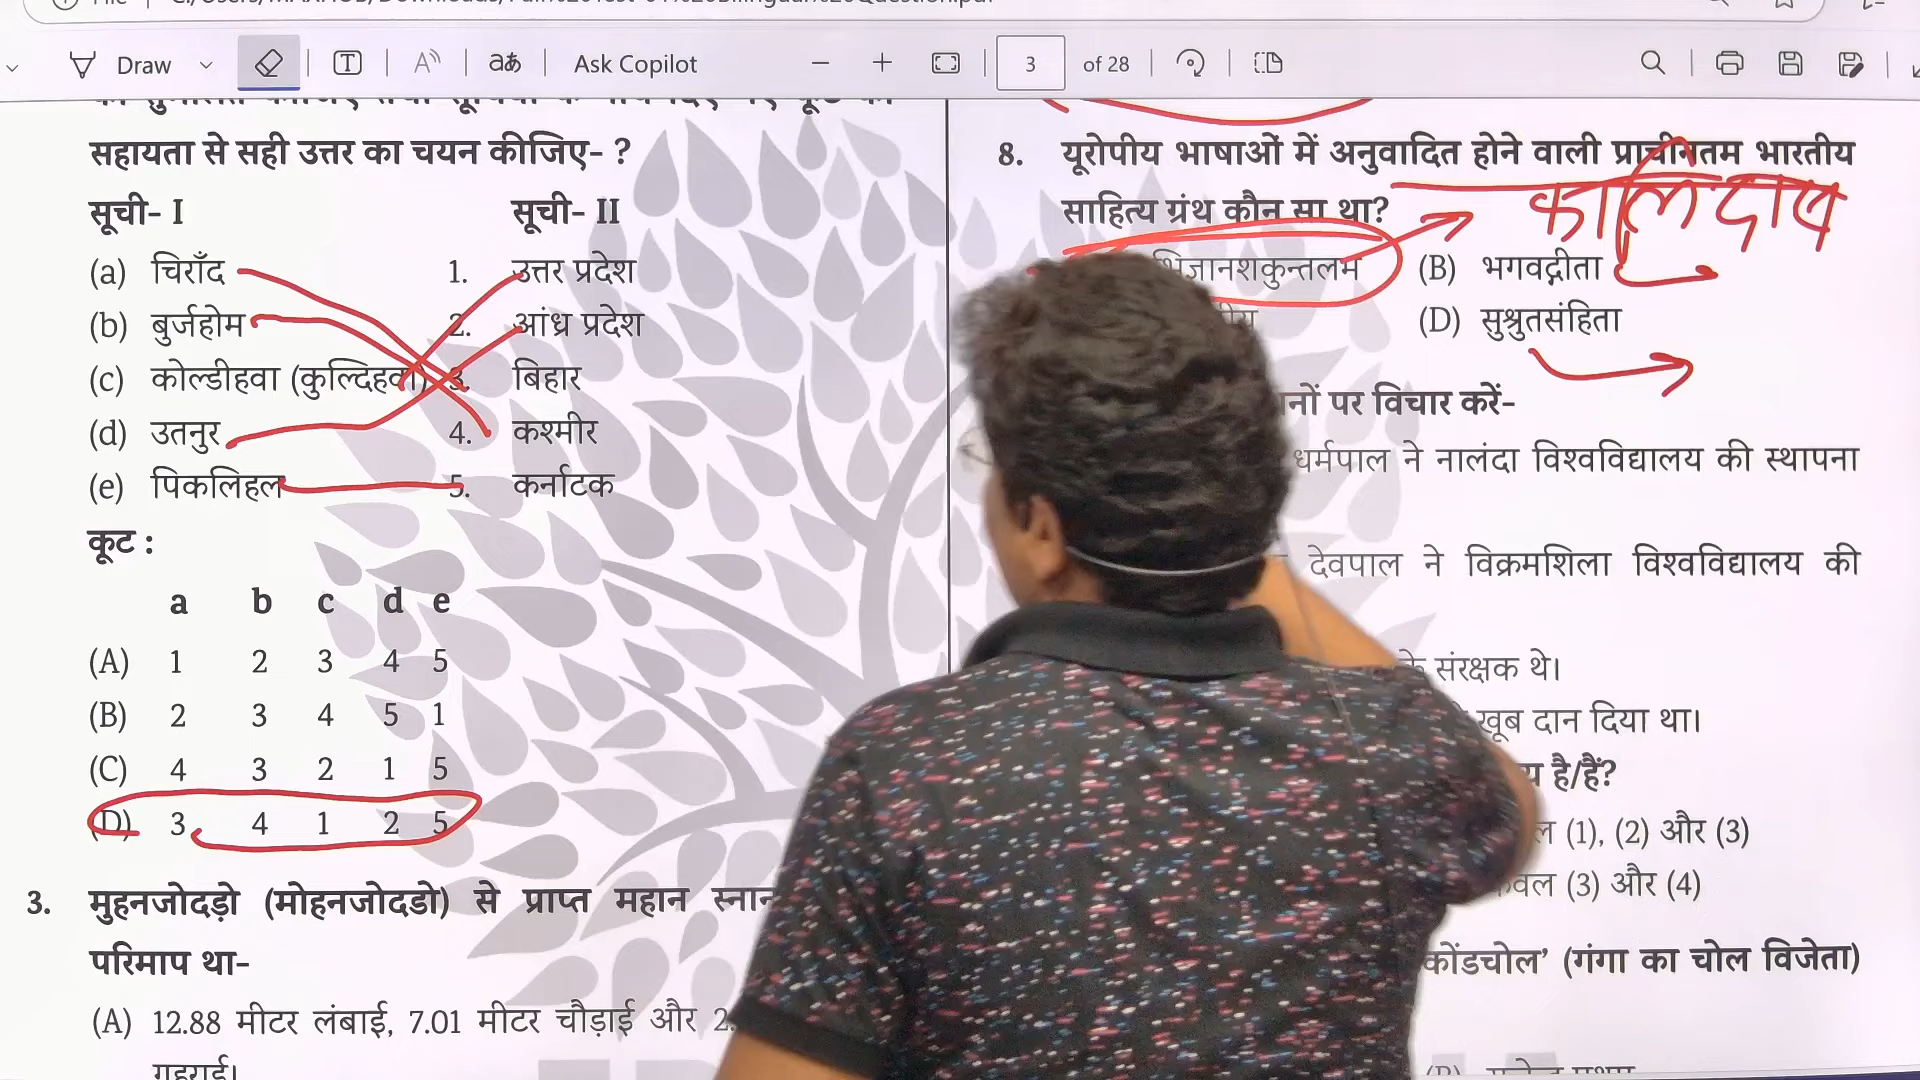 Draw
Ask Copilot
3 of 28
सहायता से सही उत्तर का चयन कीजिए- ?
सूची- I सूची- II
(a) चिराँद 1. उत्तर प्रदेश
(b) बुर्जहोम 2. आंध्र प्रदेश
(c) कोल्डीहवा (कुल्दिहवा) 3. बिहार
(d) उतनुर 4. कश्मीर
(e) पिकलिहल 5. कर्नाटक
कूट :
a b c d e
(A) 1 2 3 4 5
(B) 2 3 4 5 1
(C) 4 3 2 1 5
(D) 3 4 1 2 5
3. मुहनजोदड़ो (मोहनजोदडो) से प्राप्त महान स्नान
परिमाप था-
(A) 12.88 मीटर लंबाई, 7.01 मीटर चौड़ाई और 2.
गहराई।
8. यूरोपीय भाषाओं में अनुवादित होने वाली प्राचीनतम भारतीय
साहित्य ग्रंथ कौन सा था?
कालिदास
(B) भगवद्गीता
(D) सुश्रुतसंहिता
पर विचार करें-
धर्मपाल ने नालंदा विश्वविद्यालय की स्थापना
देवपाल ने विक्रमशिला विश्वविद्यालय की
के संरक्षक थे।
खूब दान दिया था।
है/हैं?
(1), (2) और (3)
(3) और (4)
(गंगा का चोल विजेता)